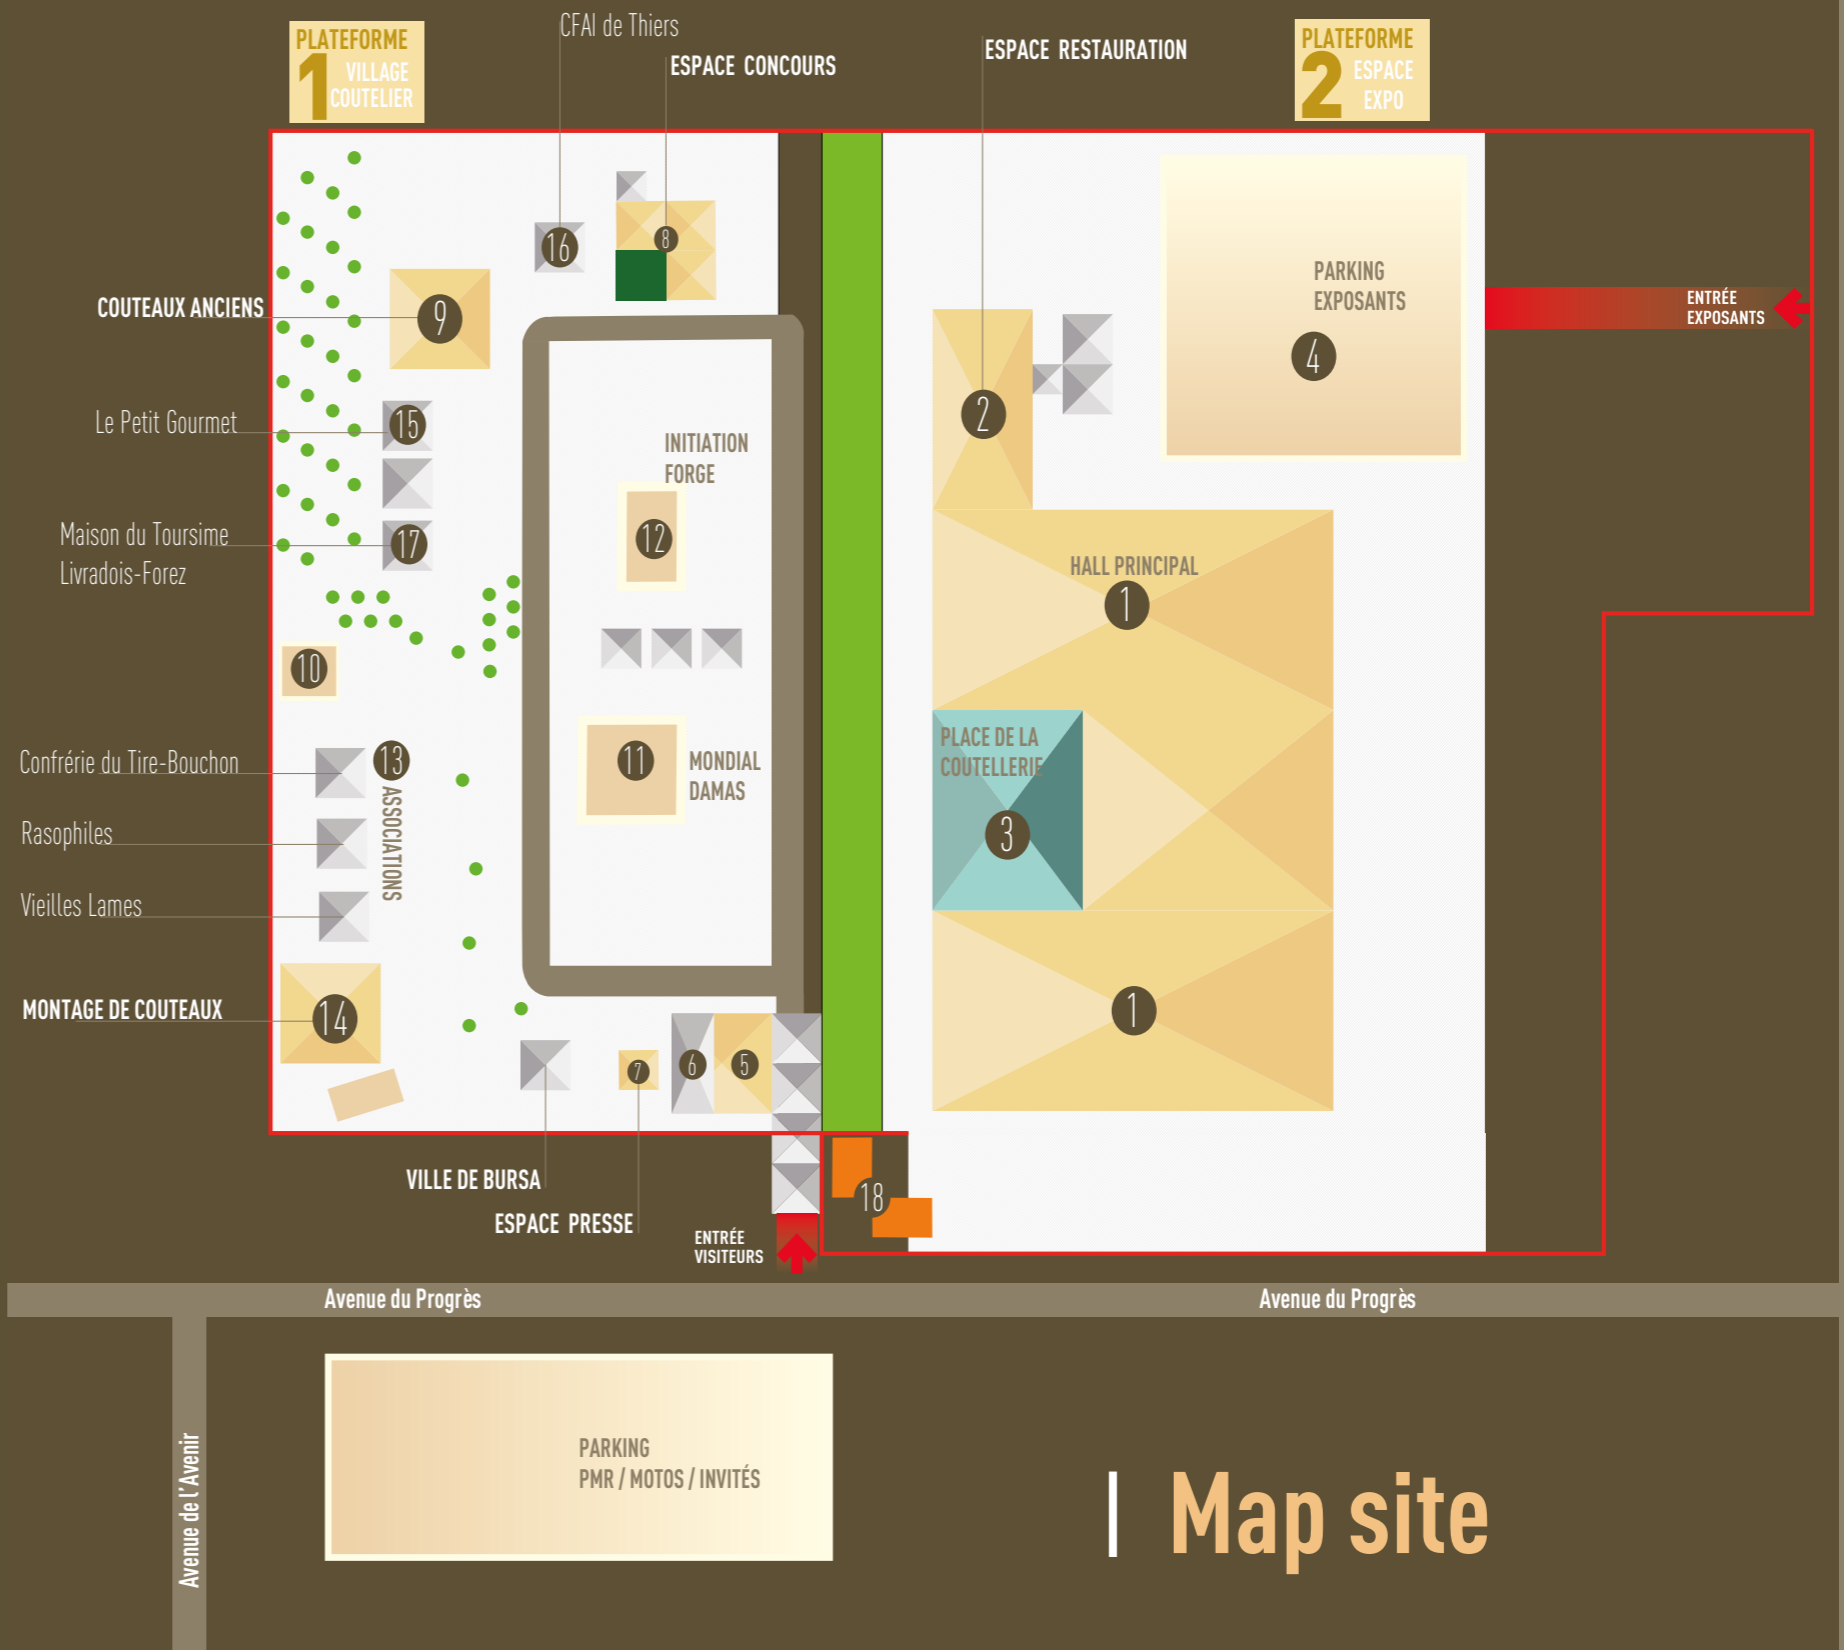 CFAI de Thiers
PLATEFORME
1 VILLAGE
COUTELIER
ESPACE CONCOURS
ESPACE RESTAURATION
PLATEFORME
2 ESPACE
EXPO
16
8
COUTEAUX ANCIENS
9
PARKING
EXPOSANTS
4
ENTRÉE
EXPOSANTS
Le Petit Gourmet
15
2
INITIATION
FORGE
12
Maison du Toursime
Livradois-Forez
17
HALL PRINCIPAL
1
10
Confrérie du Tire-Bouchon
13
ASSOCIATIONS
11
MONDIAL
DAMAS
PLACE DE LA
COUTELLERIE
3
Rasophiles
Vieilles Lames
MONTAGE DE COUTEAUX
14
1
7
6
5
VILLE DE BURSA
ESPACE PRESSE
18
ENTRÉE
VISITEURS
Avenue du Progrès
Avenue du Progrès
Avenue de l'Avenir
PARKING
PMR / MOTOS / INVITÉS
Map site